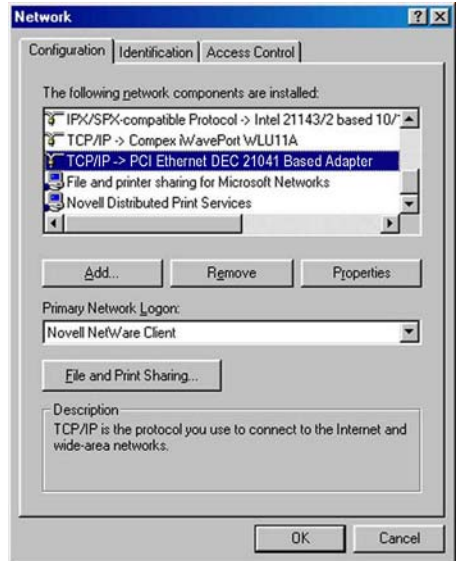 Network
Configuration Identification Access Control
The following network components are installed:
IPX/SPX-compatible Protocol -> Intel 21143/2 based 10/
TCP/IP -> Compex iWavePort WLU11A
TCP/IP -> PCI Ethernet DEC 21041 Based Adapter
File and printer sharing for Microsoft Networks
Novell Distributed Print Services
Add... Remove Properties
Primary Network Logon:
Novell NetWare Client
File and Print Sharing...
Description
TCP/IP is the protocol you use to connect to the Internet and
wide-area networks.
OK Cancel